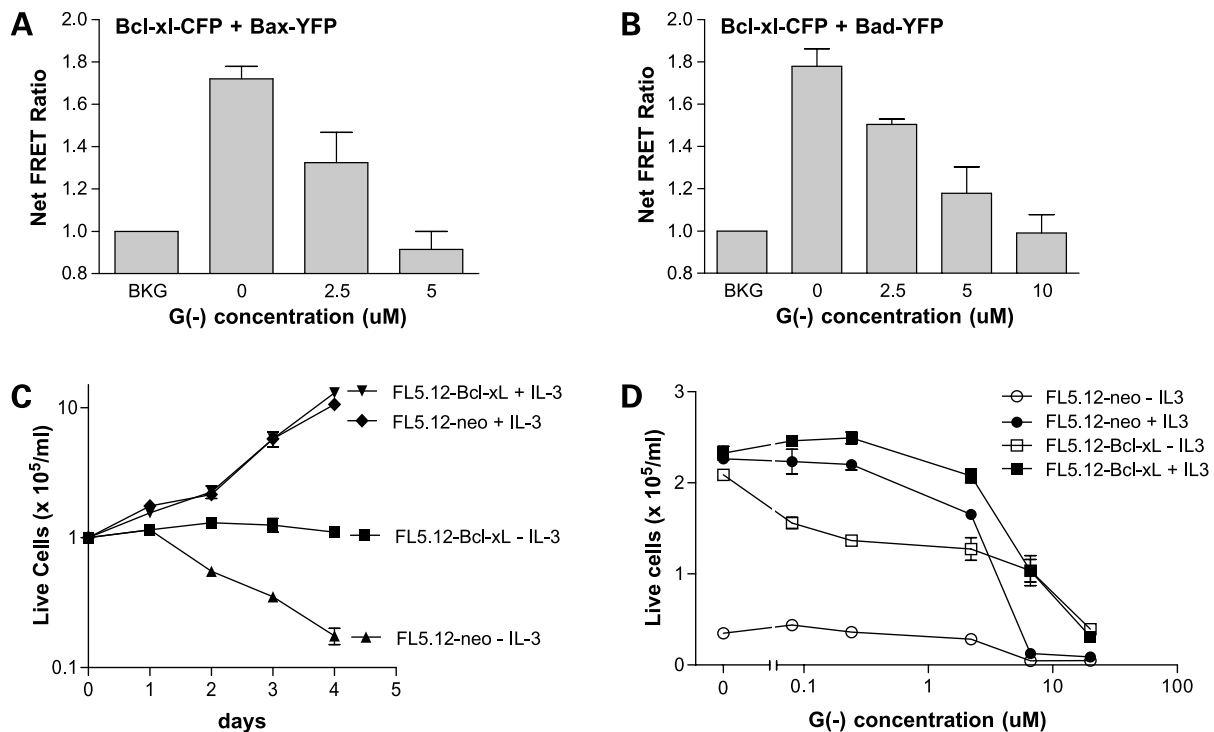 A
Bcl-xl-CFP + Bax-YFP
Net FRET Ratio
2.0
1.8
1.6
1.4
1.2
1.0
0.8
BKG 0 2.5 5
G(-) concentration (uM)
B
Bcl-xl-CFP + Bad-YFP
Net FRET Ratio
2.0
1.8
1.6
1.4
1.2
1.0
0.8
BKG 0 2.5 5 10
G(-) concentration (uM)
C
Live Cells (x 10⁵/ml)
10
1
0.1
FL5.12-Bcl-xL + IL-3
FL5.12-neo + IL-3
FL5.12-Bcl-xL - IL-3
FL5.12-neo - IL-3
0 1 2 3 4 5
days
D
Live cells (x 10⁵/ml)
3
2
1
0
FL5.12-neo - IL3
FL5.12-neo + IL3
FL5.12-Bcl-xL - IL3
FL5.12-Bcl-xL + IL3
0 0.1 1 10 100
G(-) concentration (uM)